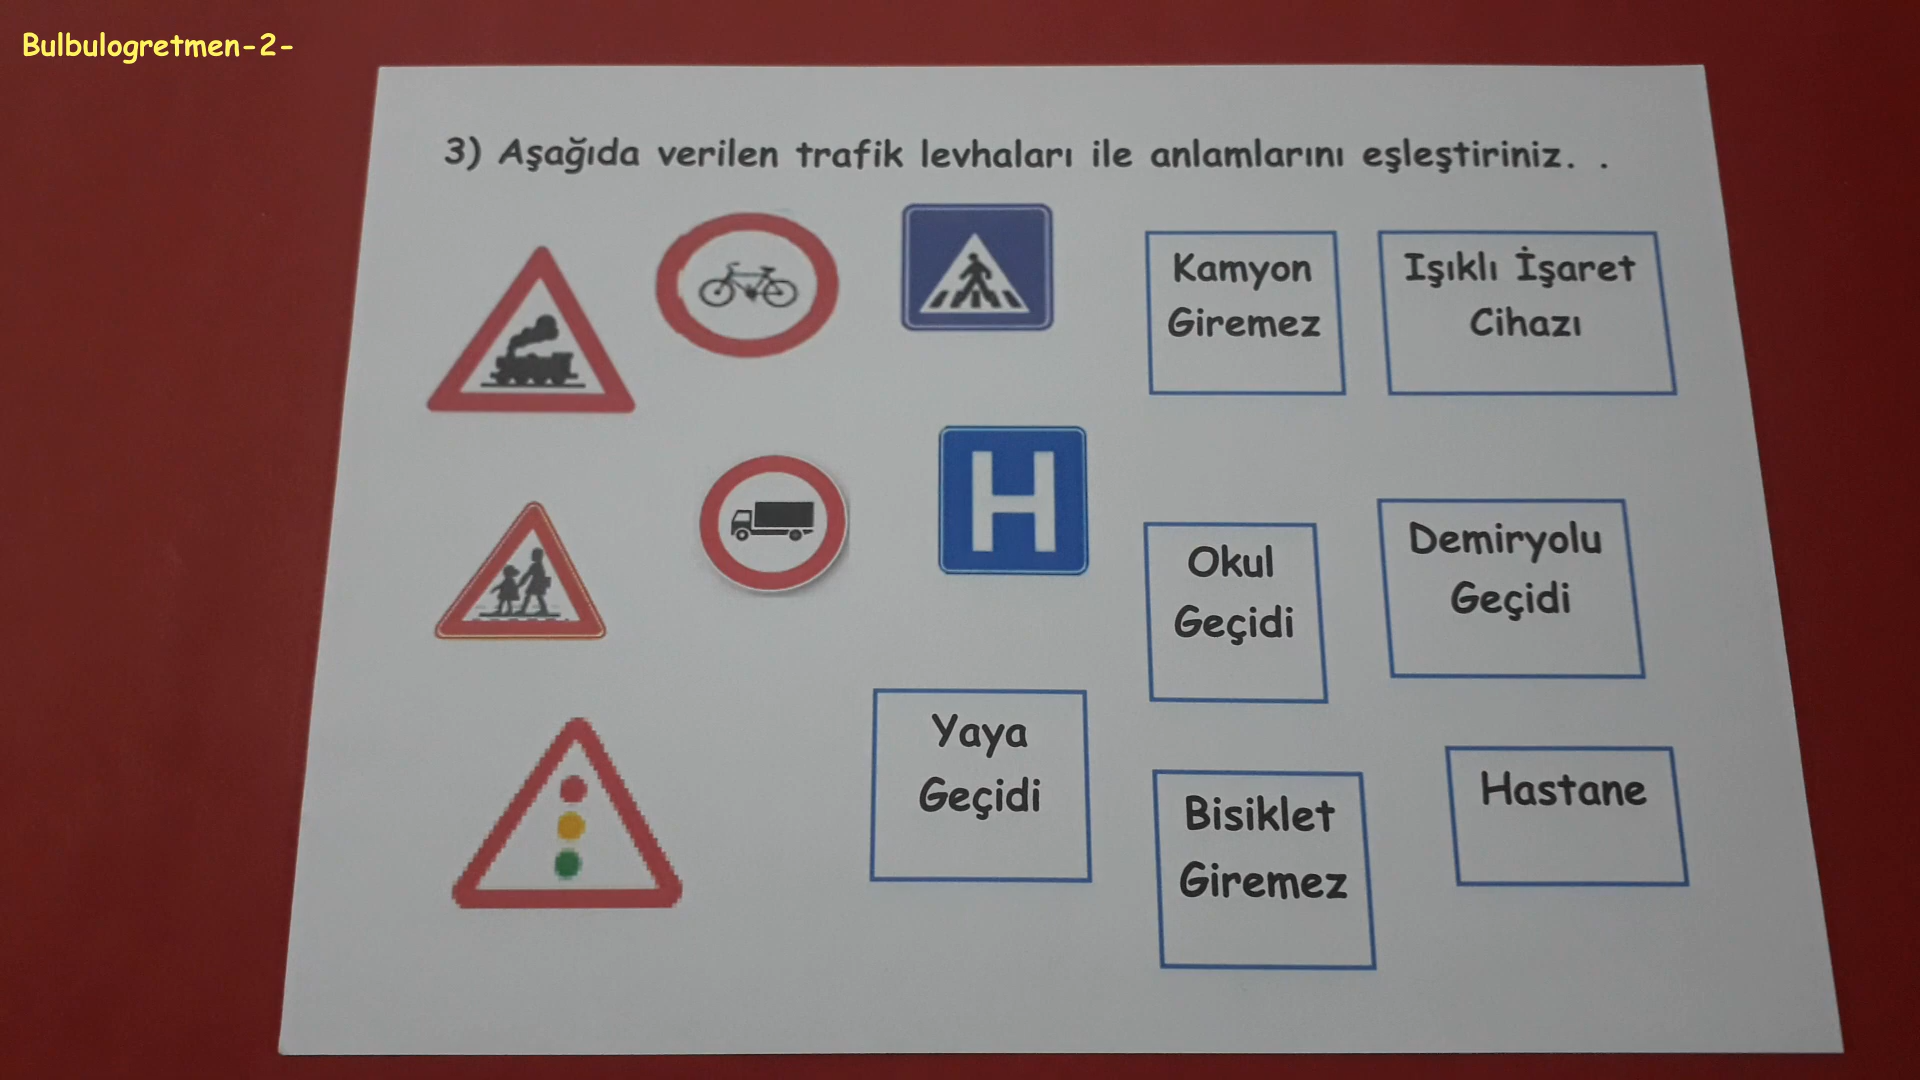 Bulbulogretmen-2-
3) Aşağıda verilen trafik levhaları ile anlamlarını eşleştiriniz. .
Kamyon
Giremez
Işıklı İşaret
Cihazı
H
Okul
Geçidi
Demiryolu
Geçidi
Yaya
Geçidi
Bisiklet
Giremez
Hastane